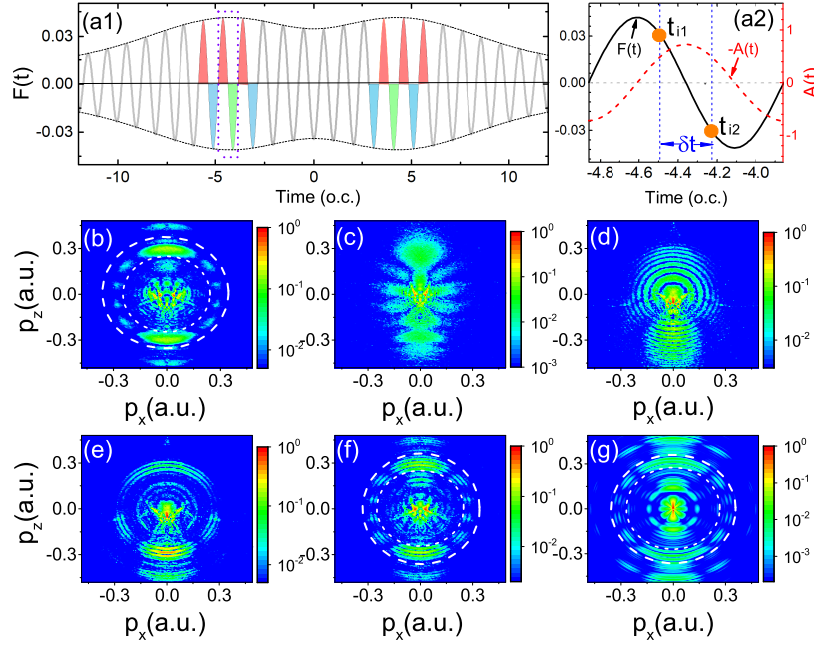 (a1)
F(t)
0.03
0.00
-0.03
-10
-5
0
5
10
Time (o.c.)
(a2)
t_i1
F(t)
-A(t)
t_i2
δt
0.03
0.00
-0.03
1
0
-1
A(t)
-4.8
-4.6
-4.4
-4.2
-4.0
Time (o.c.)
(b)
p_z(a.u.)
0.3
0.0
-0.3
-0.3
0.0
0.3
p_x(a.u.)
10^0
10^-1
10^-2
(c)
-0.3
0.0
0.3
p_x(a.u.)
10^0
10^-1
10^-2
10^-3
(d)
-0.3
0.0
0.3
p_x(a.u.)
10^0
10^-1
10^-2
(e)
p_z(a.u.)
0.3
0.0
-0.3
-0.3
0.0
0.3
p_x(a.u.)
10^0
10^-1
10^-2
(f)
-0.3
0.0
0.3
p_x(a.u.)
10^0
10^-1
10^-2
(g)
-0.3
0.0
0.3
p_x(a.u.)
10^0
10^-1
10^-2
10^-3